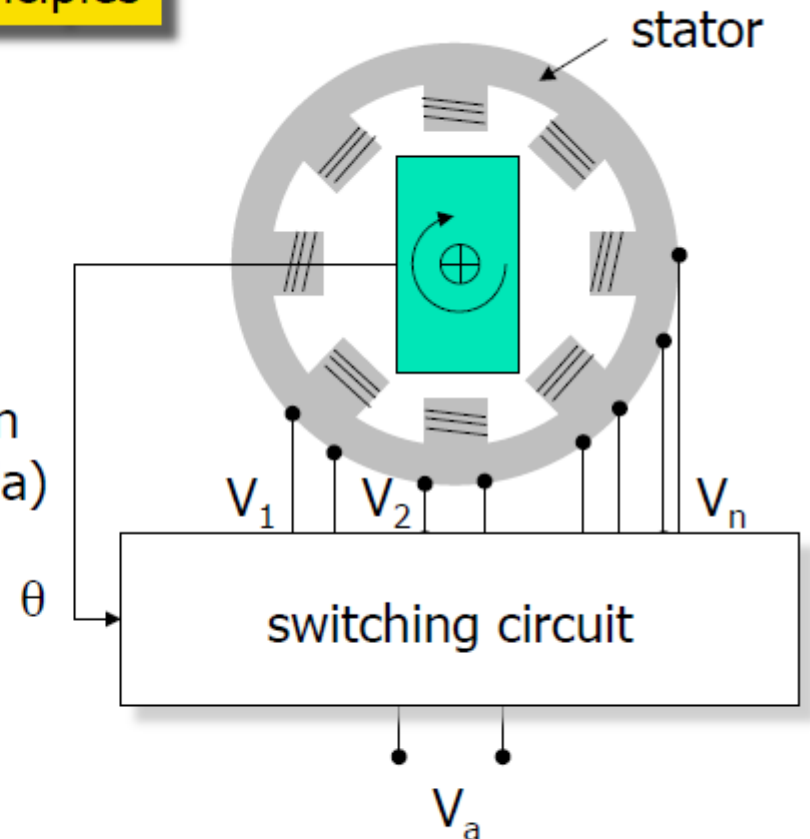 stator
V1 V2 Vn
a)
θ
switching circuit
Va